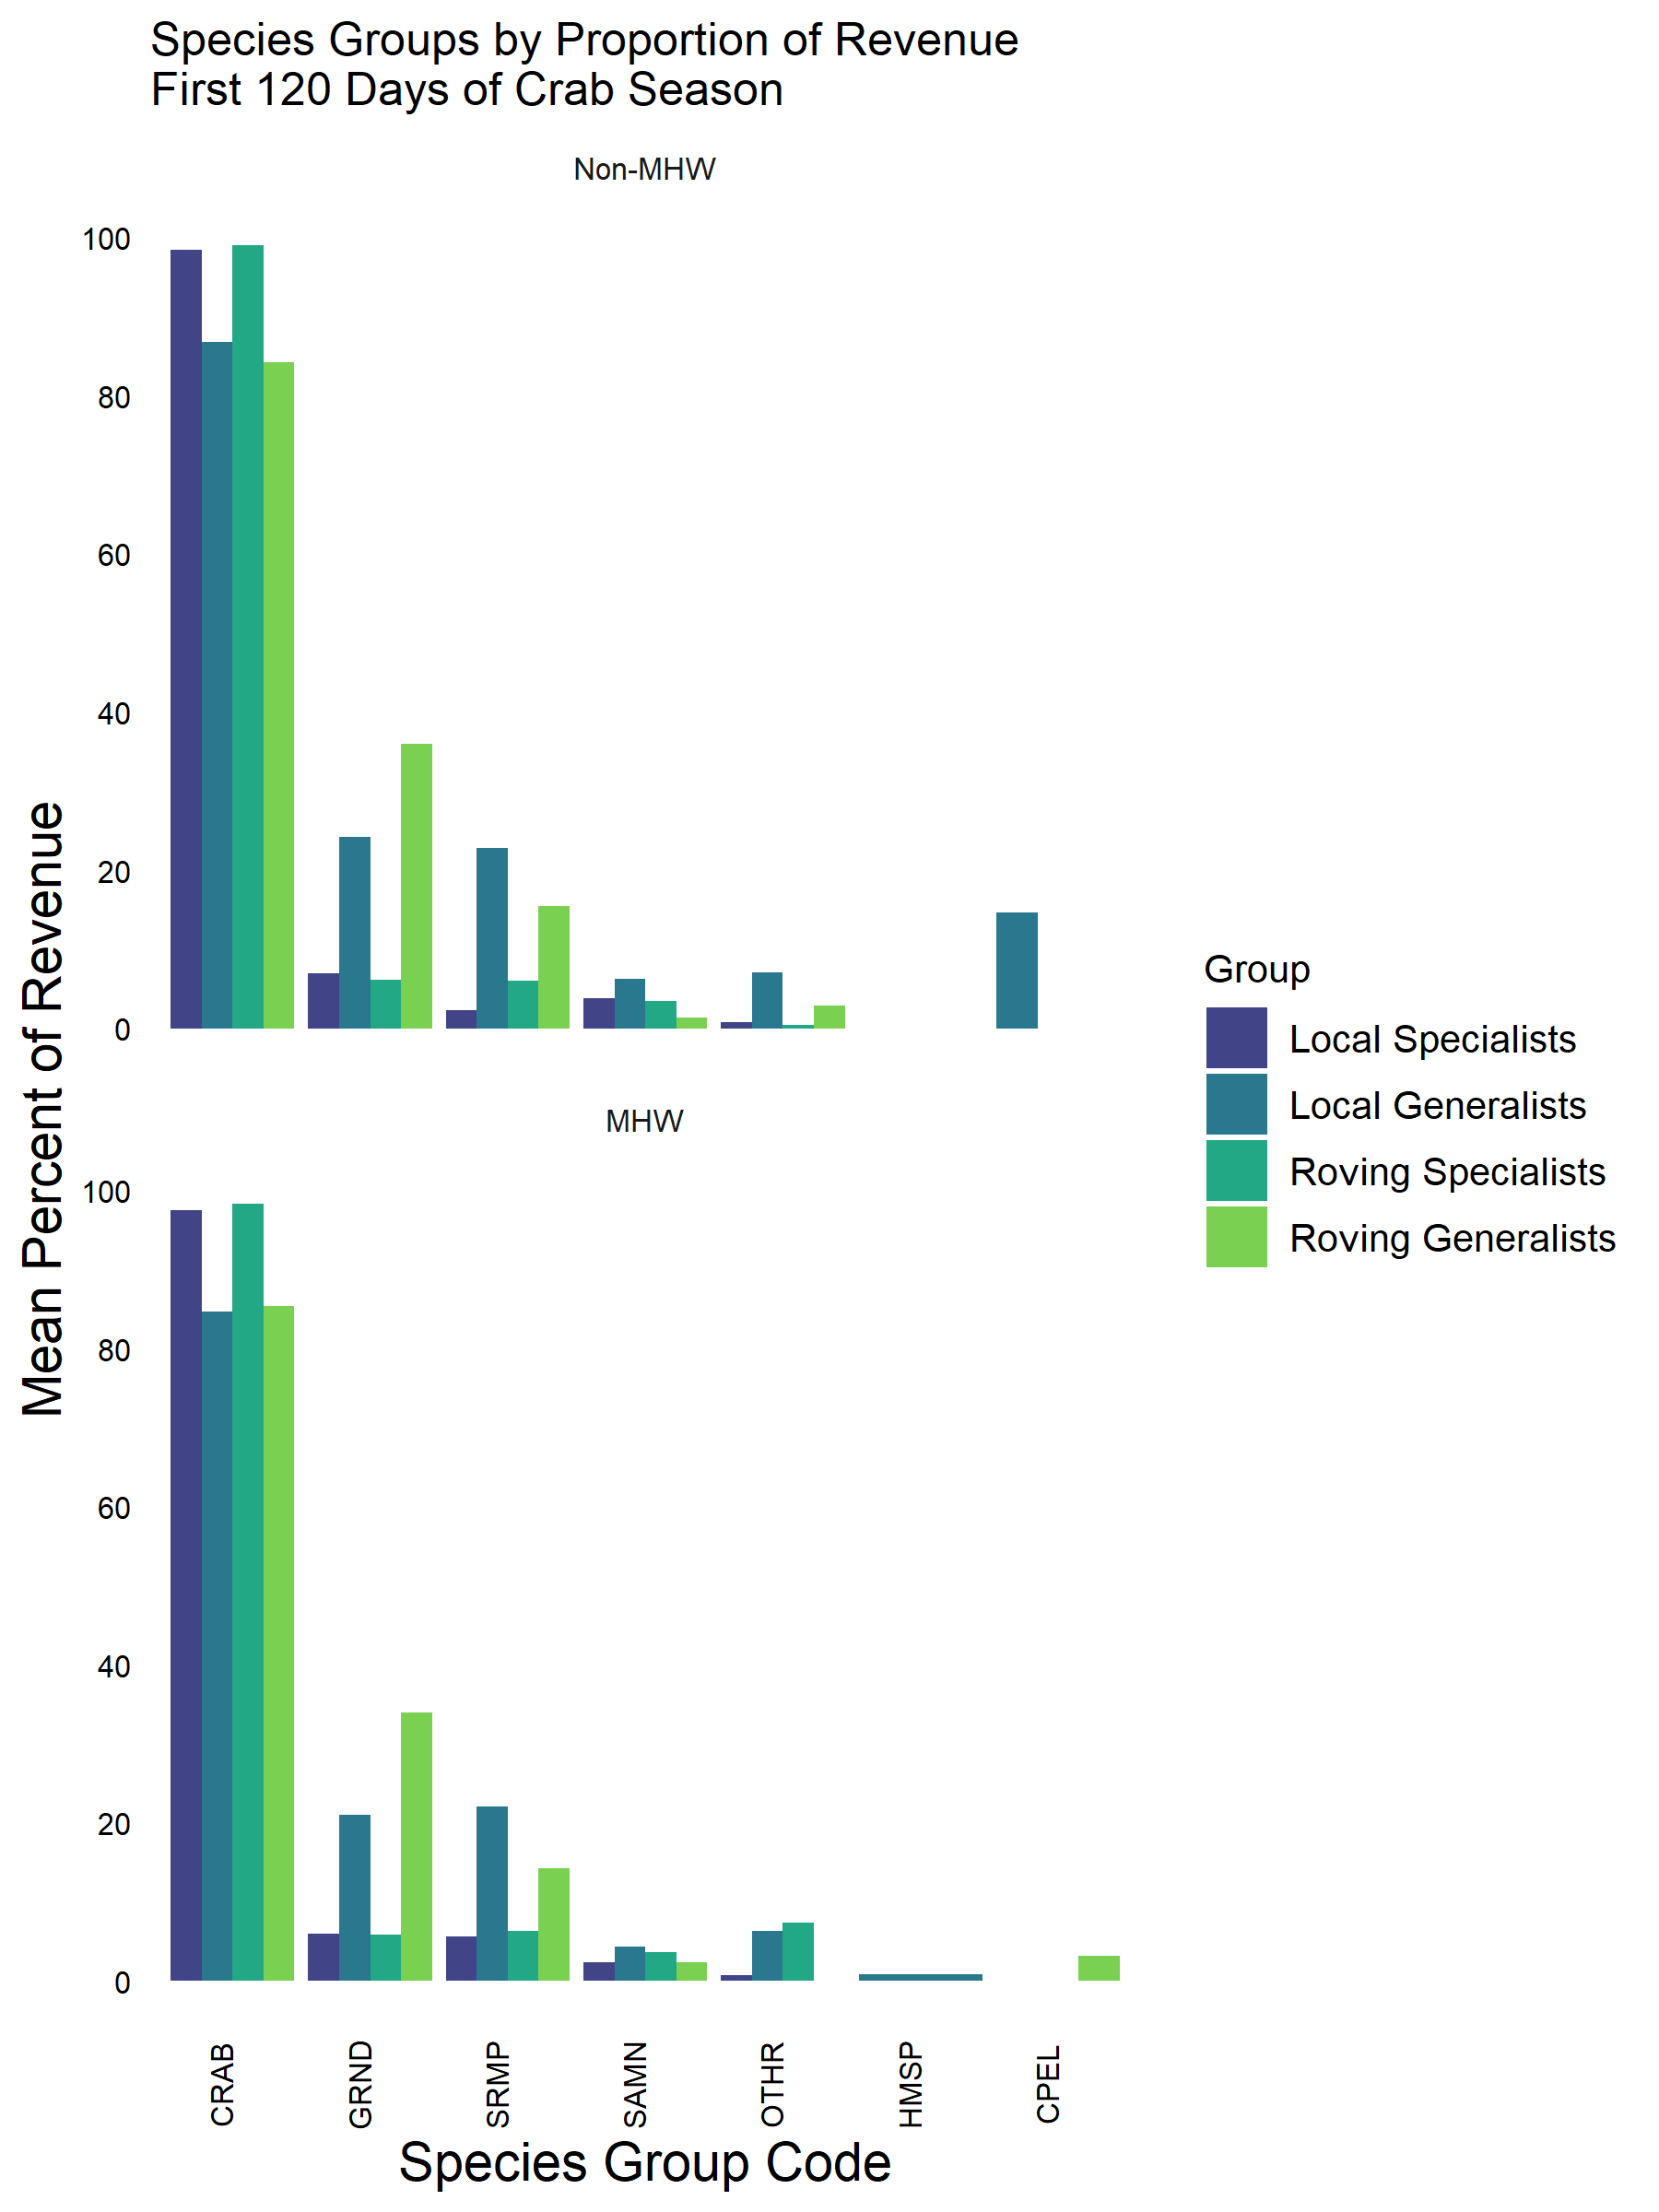 Species Groups by Proportion of Revenue
First 120 Days of Crab Season
Non-MHW
100
80
60
40
20
0
MHW
100
80
60
40
20
0
Mean Percent of Revenue
CRAB
GRND
SRMP
SAMN
OTHR
HMSP
CPEL
Species Group Code
Group
Local Specialists
Local Generalists
Roving Specialists
Roving Generalists